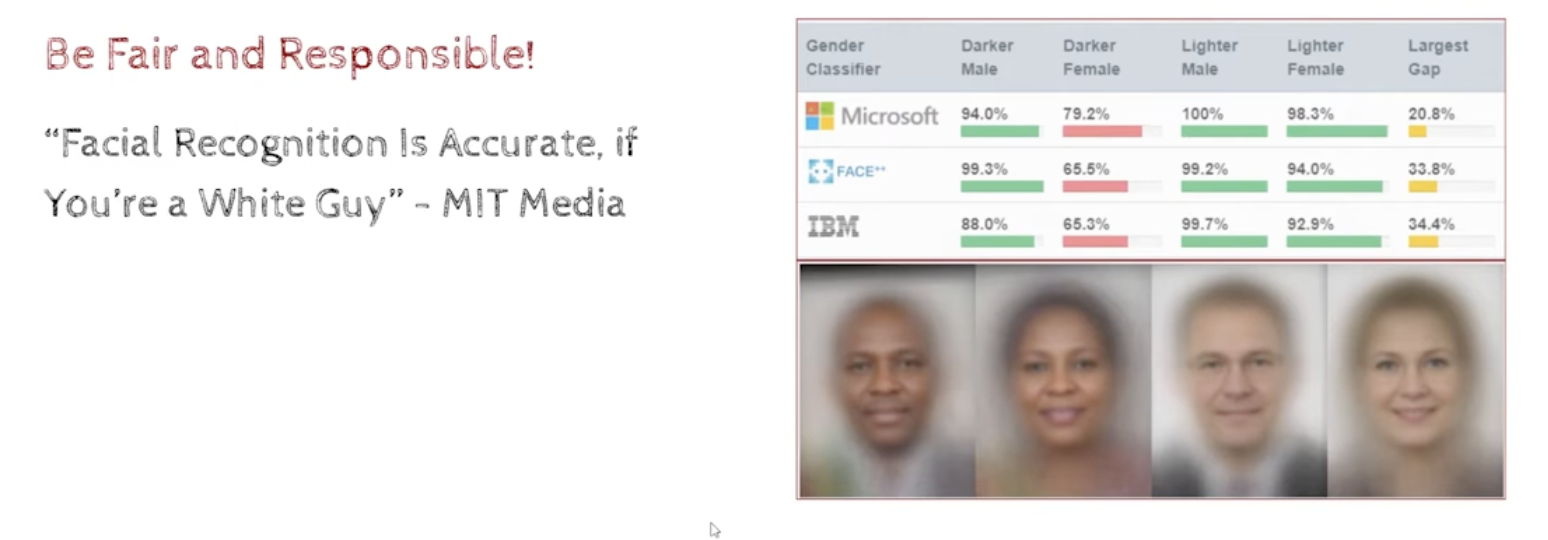 Be Fair and Responsible!
“Facial Recognition Is Accurate, if
You’re a White Guy” - MIT Media
Gender Classifier Darker Male Darker Female Lighter Male Lighter Female Largest Gap
Microsoft 94.0% 79.2% 100% 98.3% 20.8%
FACE++ 99.3% 65.5% 99.2% 94.0% 33.8%
IBM 88.0% 65.3% 99.7% 92.9% 34.4%